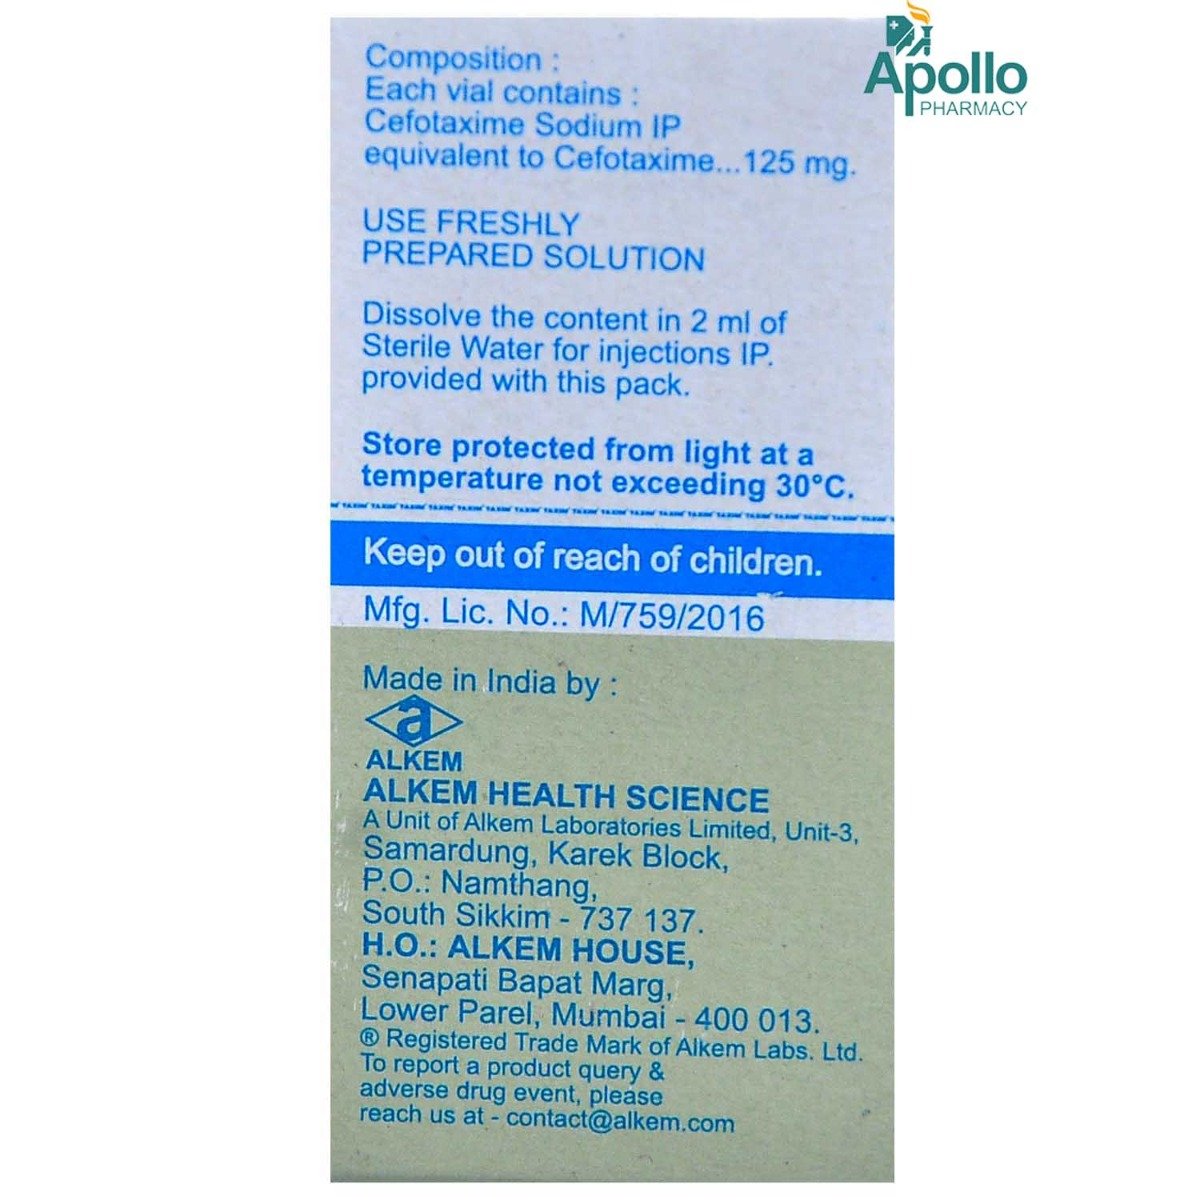 Apollo
PHARMACY
Composition :
Each vial contains :
Cefotaxime Sodium IP
equivalent to Cefotaxime...125 mg.
USE FRESHLY
PREPARED SOLUTION
Dissolve the content in 2 ml of
Sterile Water for injections IP.
provided with this pack.
Store protected from light at a
temperature not exceeding 30°C.
Keep out of reach of children.
Mfg. Lic. No.: M/759/2016
Made in India by :
a
ALKEM
ALKEM HEALTH SCIENCE
A Unit of Alkem Laboratories Limited, Unit-3,
Samardung, Karek Block,
P.O.: Namthang,
South Sikkim - 737 137.
H.O.: ALKEM HOUSE,
Senapati Bapat Marg,
Lower Parel, Mumbai - 400 013.
® Registered Trade Mark of Alkem Labs. Ltd.
To report a product query &
adverse drug event, please
reach us at - contact@alkem.com